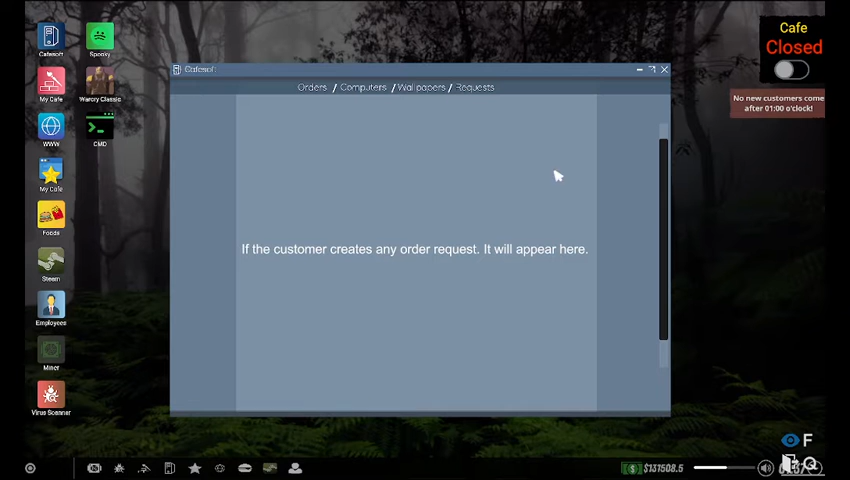 Cafesoft
Spooky
My Cafe
Warcry Classic
WWW
CMD
My Cafe
Foods
Steam
Employees
Miner
Virus Scanner
Cafesoft
Orders / Computers / Wallpapers / Requests
If the customer creates any order request. It will appear here.
Cafe
Closed
No new customers come
after 01:00 o'clock!
F
Q
$131508.5